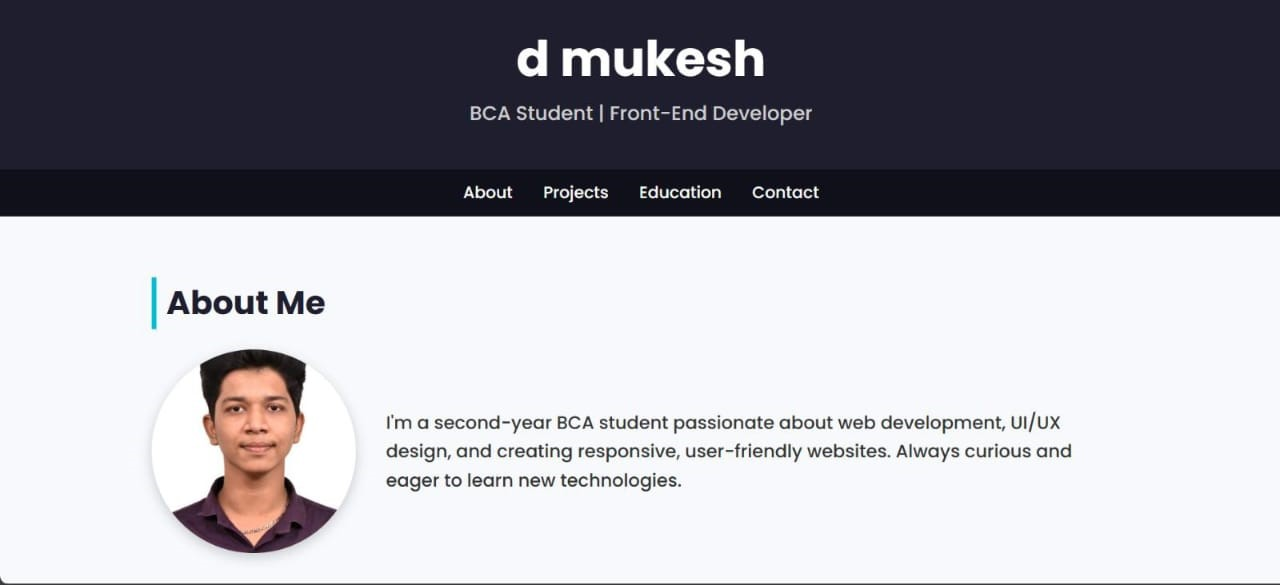 d mukesh
BCA Student | Front-End Developer
About Projects Education Contact
About Me
I'm a second-year BCA student passionate about web development, UI/UX
design, and creating responsive, user-friendly websites. Always curious and
eager to learn new technologies.